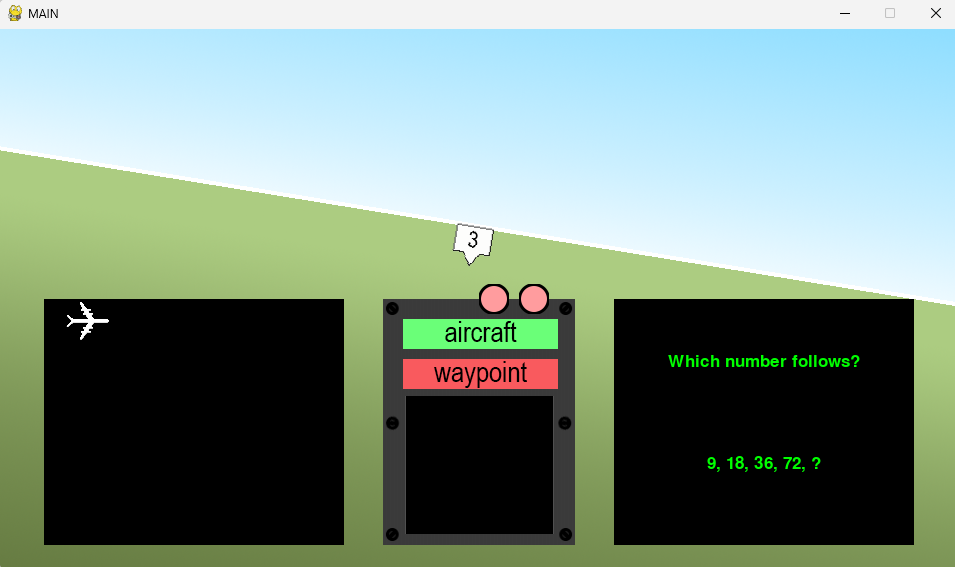 MAIN
3
aircraft
waypoint
Which number follows?
9, 18, 36, 72, ?